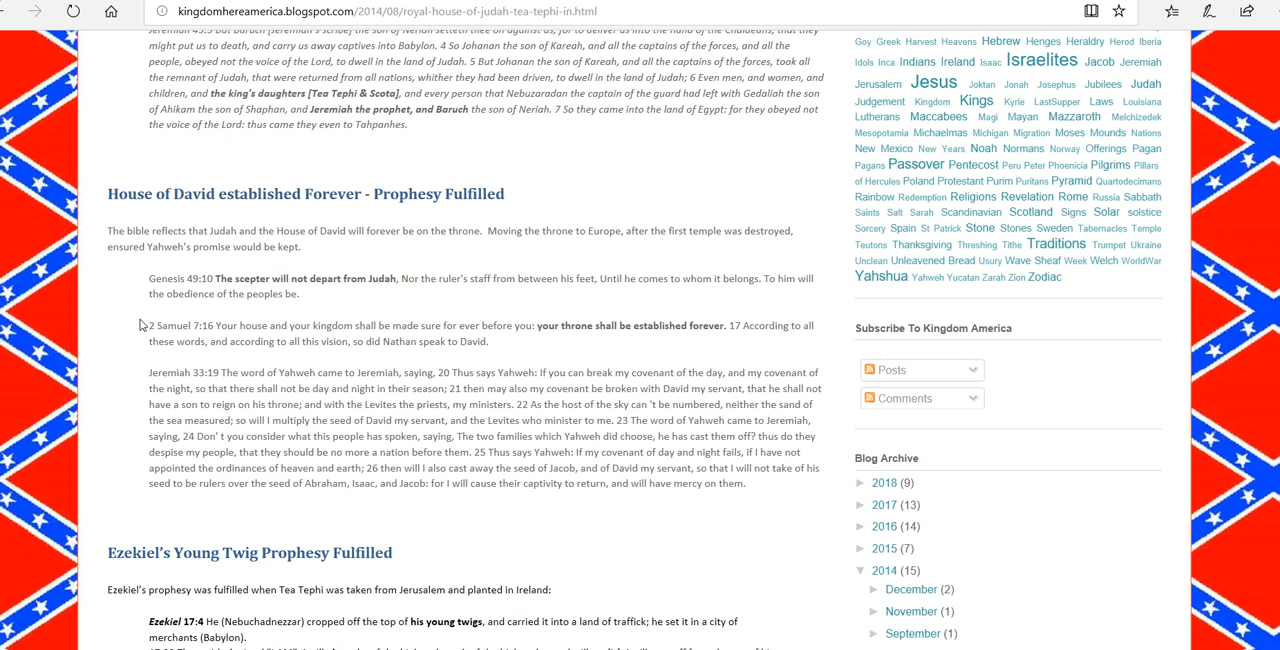 kingdomhereamerica.blogspot.com/2014/08/royal-house-of-judah-tea-tephi-in.html
might put us to death, and carry us away captives into Babylon. 4 So Johanan the son of Kareah, and all the captains of the forces, and all the
people, obeyed not the voice of the Lord, to dwell in the land of Judah. 5 But Johanan the son of Kareah, and all the captains of the forces, took all
the remnant of Judah, that were returned from all nations, whither they had been driven, to dwell in the land of Judah; 6 Even men, and women, and
children, and the king's daughters [Tea Tephi & Scota], and every person that Nebuzaradan the captain of the guard had left with Gedaliah the son
of Ahikam the son of Shaphan, and Jeremiah the prophet, and Baruch the son of Neriah. 7 So they came into the land of Egypt: for they obeyed not
the voice of the Lord: thus came they even to Tahpanhes.
House of David established Forever - Prophesy Fulfilled
The bible reflects that Judah and the House of David will forever be on the throne. Moving the throne to Europe, after the first temple was destroyed,
ensured Yahweh's promise would be kept.
Genesis 49:10 The scepter will not depart from Judah, Nor the ruler's staff from between his feet, Until he comes to whom it belongs. To him will
the obedience of the peoples be.
2 Samuel 7:16 Your house and your kingdom shall be made sure for ever before you: your throne shall be established forever. 17 According to all
these words, and according to all this vision, so did Nathan speak to David.
Jeremiah 33:19 The word of Yahweh came to Jeremiah, saying, 20 Thus says Yahweh: If you can break my covenant of the day, and my covenant of
the night, so that there shall not be day and night in their season; 21 then may also my covenant be broken with David my servant, that he shall not
have a son to reign on his throne; and with the Levites the priests, my ministers. 22 As the host of the sky can 't be numbered, neither the sand of
the sea measured; so will I multiply the seed of David my servant, and the Levites who minister to me. 23 The word of Yahweh came to Jeremiah,
saying, 24 Don' t you consider what this people has spoken, saying, The two families which Yahweh did choose, he has cast them off? thus do they
despise my people, that they should be no more a nation before them. 25 Thus says Yahweh: If my covenant of day and night fails, if I have not
appointed the ordinances of heaven and earth; 26 then will I also cast away the seed of Jacob, and of David my servant, so that I will not take of his
seed to be rulers over the seed of Abraham, Isaac, and Jacob: for I will cause their captivity to return, and will have mercy on them.
Ezekiel's Young Twig Prophesy Fulfilled
Ezekiel's prophesy was fulfilled when Tea Tephi was taken from Jerusalem and planted in Ireland:
Ezekiel 17:4 He (Nebuchadnezzar) cropped off the top of his young twigs, and carried it into a land of traffick; he set it in a city of
merchants (Babylon).
Goy Greek Harvest Heavens Hebrew Henges Heraldry Herod Iberia
Idols Inca Indians Ireland Isaac Israelites Jacob Jeremiah
Jerusalem Jesus Joktan Jonah Josephus Jubilees Judah
Judgement Kingdom Kings Kyrie LastSupper Laws Louisiana
Lutherans Maccabees Magi Mayan Mazzaroth Melchizedek
Mesopotamia Michaelmas Michigan Migration Moses Mounds Nations
New Mexico New Years Noah Normans Norway Offerings Pagan
Pagans Passover Pentecost Peru Peter Phoenicia Pilgrims Pillars
of Hercules Poland Protestant Purim Puritans Pyramid Quartodecimans
Rainbow Redemption Religions Revelation Rome Russia Sabbath
Saints Salt Sarah Scandinavian Scotland Signs Solar solstice
Sorcery Spain St Patrick Stone Stones Sweden Tabernacles Temple
Teutons Thanksgiving Threshing Tithe Traditions Trumpet Ukraine
Unclean Unleavened Bread Usury Wave Sheaf Week Welch WorldWar
Yahshua Yahweh Yucatan Zarah Zion Zodiac
Subscribe To Kingdom America
Posts
Comments
Blog Archive
2018 (9)
2017 (13)
2016 (14)
2015 (7)
2014 (15)
December (2)
November (1)
September (1)